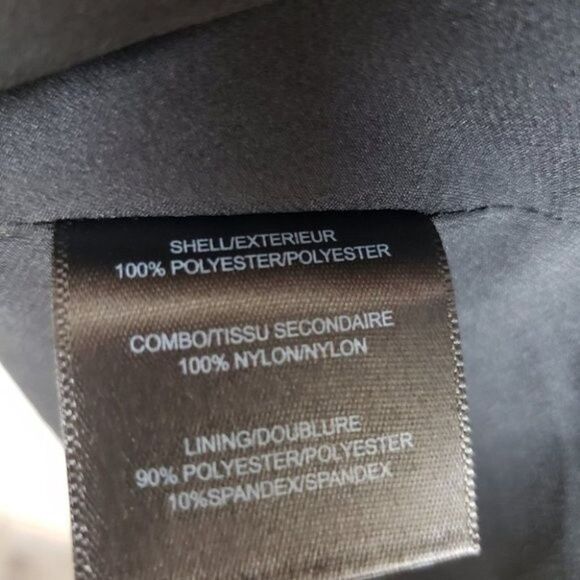 SHELL/EXTERIEUR
100% POLYESTER/POLYESTER
COMBO/TISSU SECONDAIRE
100% NYLON/NYLON
LINING/DOUBLURE
90% POLYESTER/POLYESTER
10%SPANDEX/SPANDEX